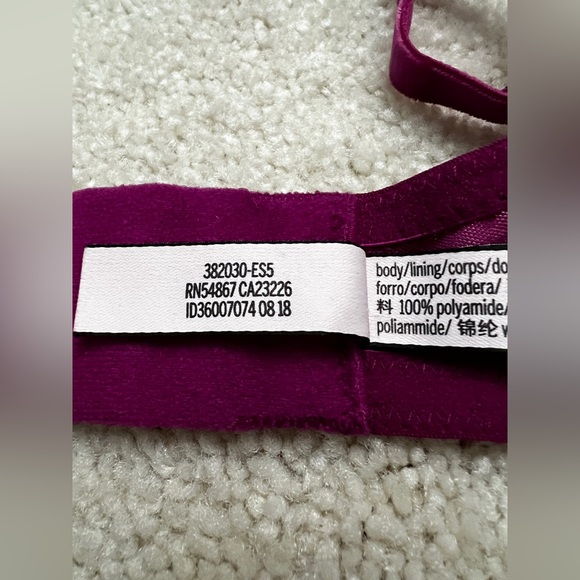 382030-ES5
RN54867 CA23226
ID36007074 08 18
body/lining/corps/do
forro/corpo/fodera/
料 100% polyamide/
poliammide/ 锦纶